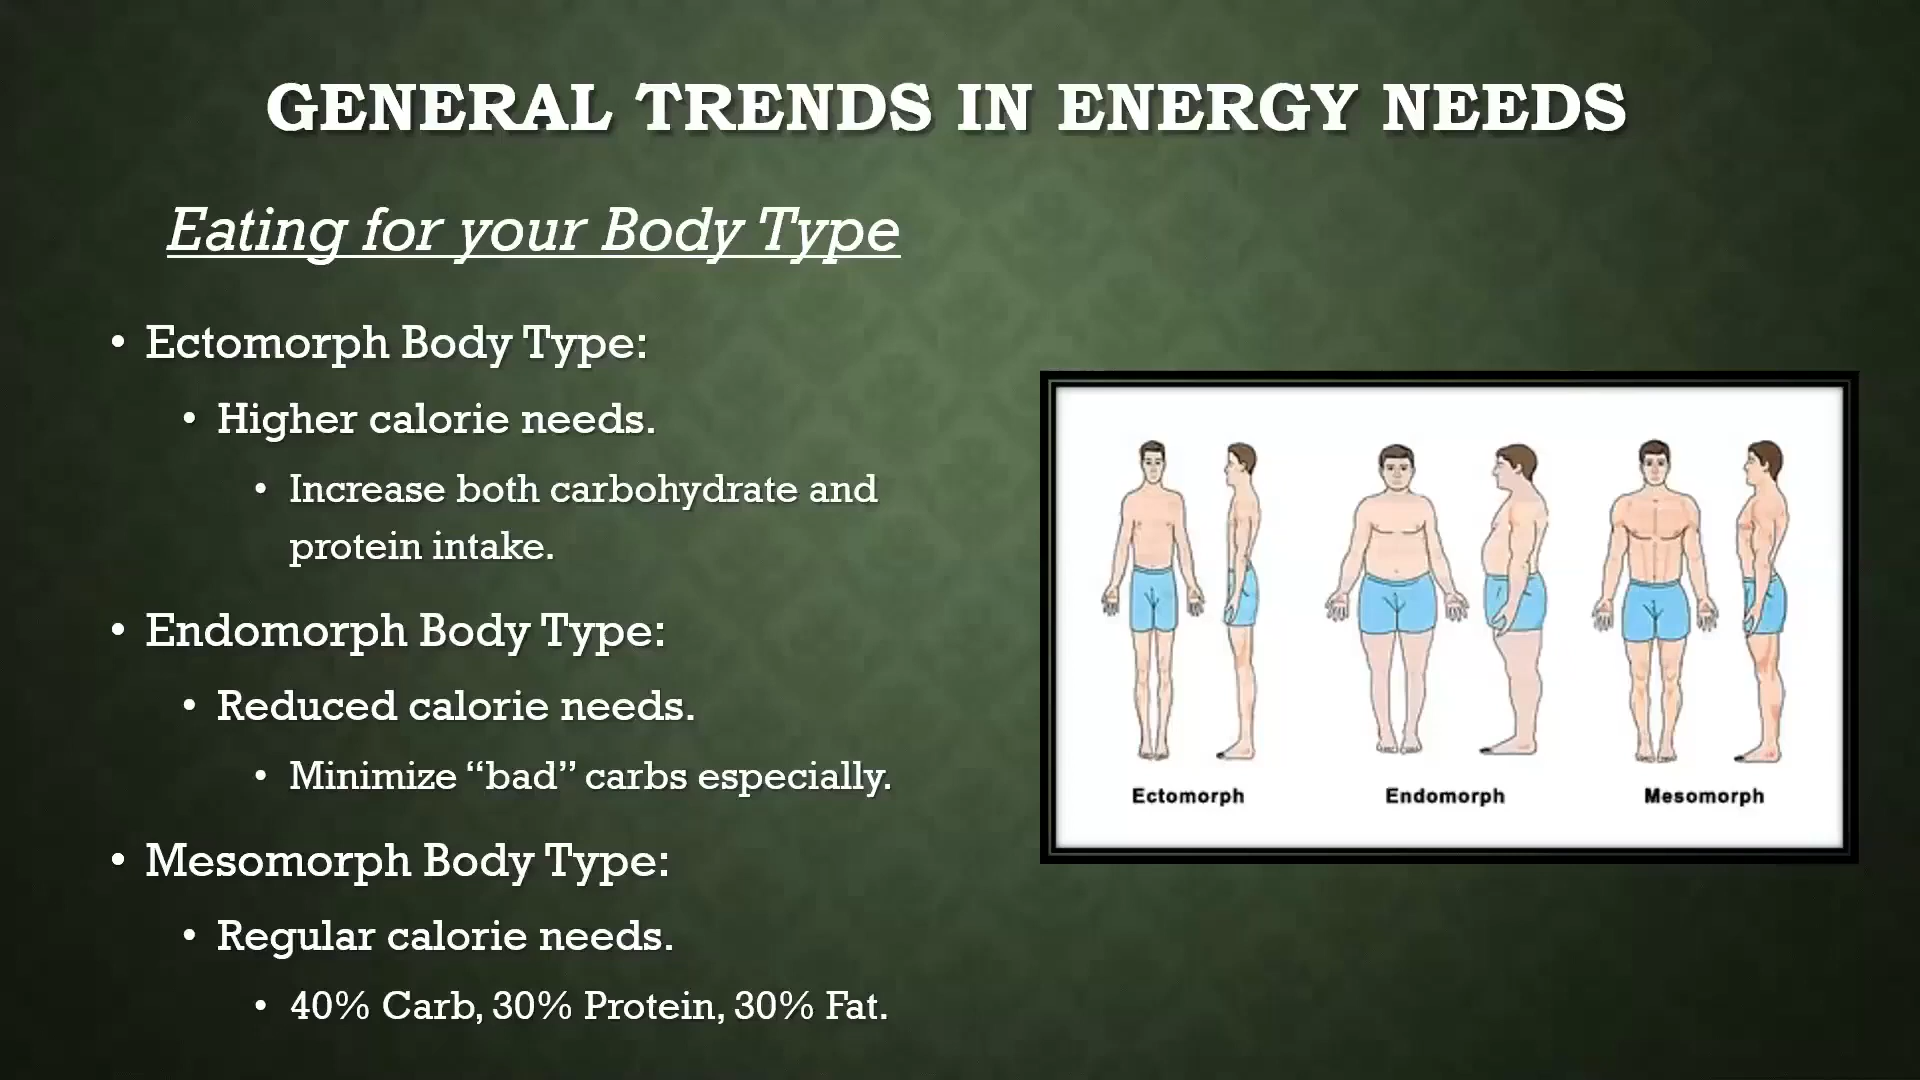 GENERAL TRENDS IN ENERGY NEEDS
Eating for your Body Type
• Ectomorph Body Type:
• Higher calorie needs.
• Increase both carbohydrate and
protein intake.
• Endomorph Body Type:
• Reduced calorie needs.
• Minimize “bad” carbs especially.
• Mesomorph Body Type:
• Regular calorie needs.
• 40% Carb, 30% Protein, 30% Fat.
Ectomorph
Endomorph
Mesomorph